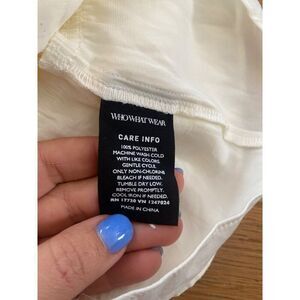 WHO WHAT WEAR
CARE INFO
100% POLYESTER
MACHINE WASH COLD
WITH LIKE COLORS.
GENTLE CYCLE.
ONLY NON-CHLORINE
BLEACH IF NEEDED.
TUMBLE DRY LOW.
REMOVE PROMPTLY.
COOL IRON IF NEEDED.
RN 17730 VN 1247024
MADE IN CHINA